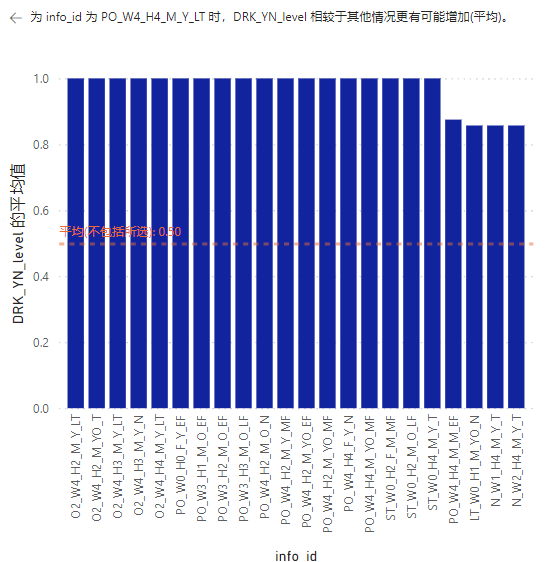 ← 为 info_id 为 PO_W4_H4_M_Y_LT 时，DRK_YN_level 相较于其他情况更有可能增加(平均)。
1.0
0.8
0.6
0.4
0.2
0.0
DRK_YN_level 的平均值
平均(不包括所选): 0.50
O2_W4_H2_M_Y_LT
O2_W4_H2_M_YO_T
O2_W4_H3_M_Y_LT
O2_W4_H3_M_Y_N
O2_W4_H4_M_Y_LT
PO_W0_H0_F_Y_EF
PO_W3_H1_M_O_EF
PO_W3_H2_M_O_EF
PO_W3_H3_M_O_LF
PO_W4_H2_M_O_N
PO_W4_H2_M_Y_MF
PO_W4_H2_M_YO_EF
PO_W4_H2_M_YO_MF
PO_W4_H4_F_Y_N
PO_W4_H4_M_YO_MF
ST_W0_H2_F_M_MF
ST_W0_H2_M_O_LF
ST_W0_H4_M_Y_T
PO_W4_H4_M_M_EF
LT_W0_H1_M_YO_N
N_W1_H4_M_Y_T
N_W2_H4_M_Y_T
info_id